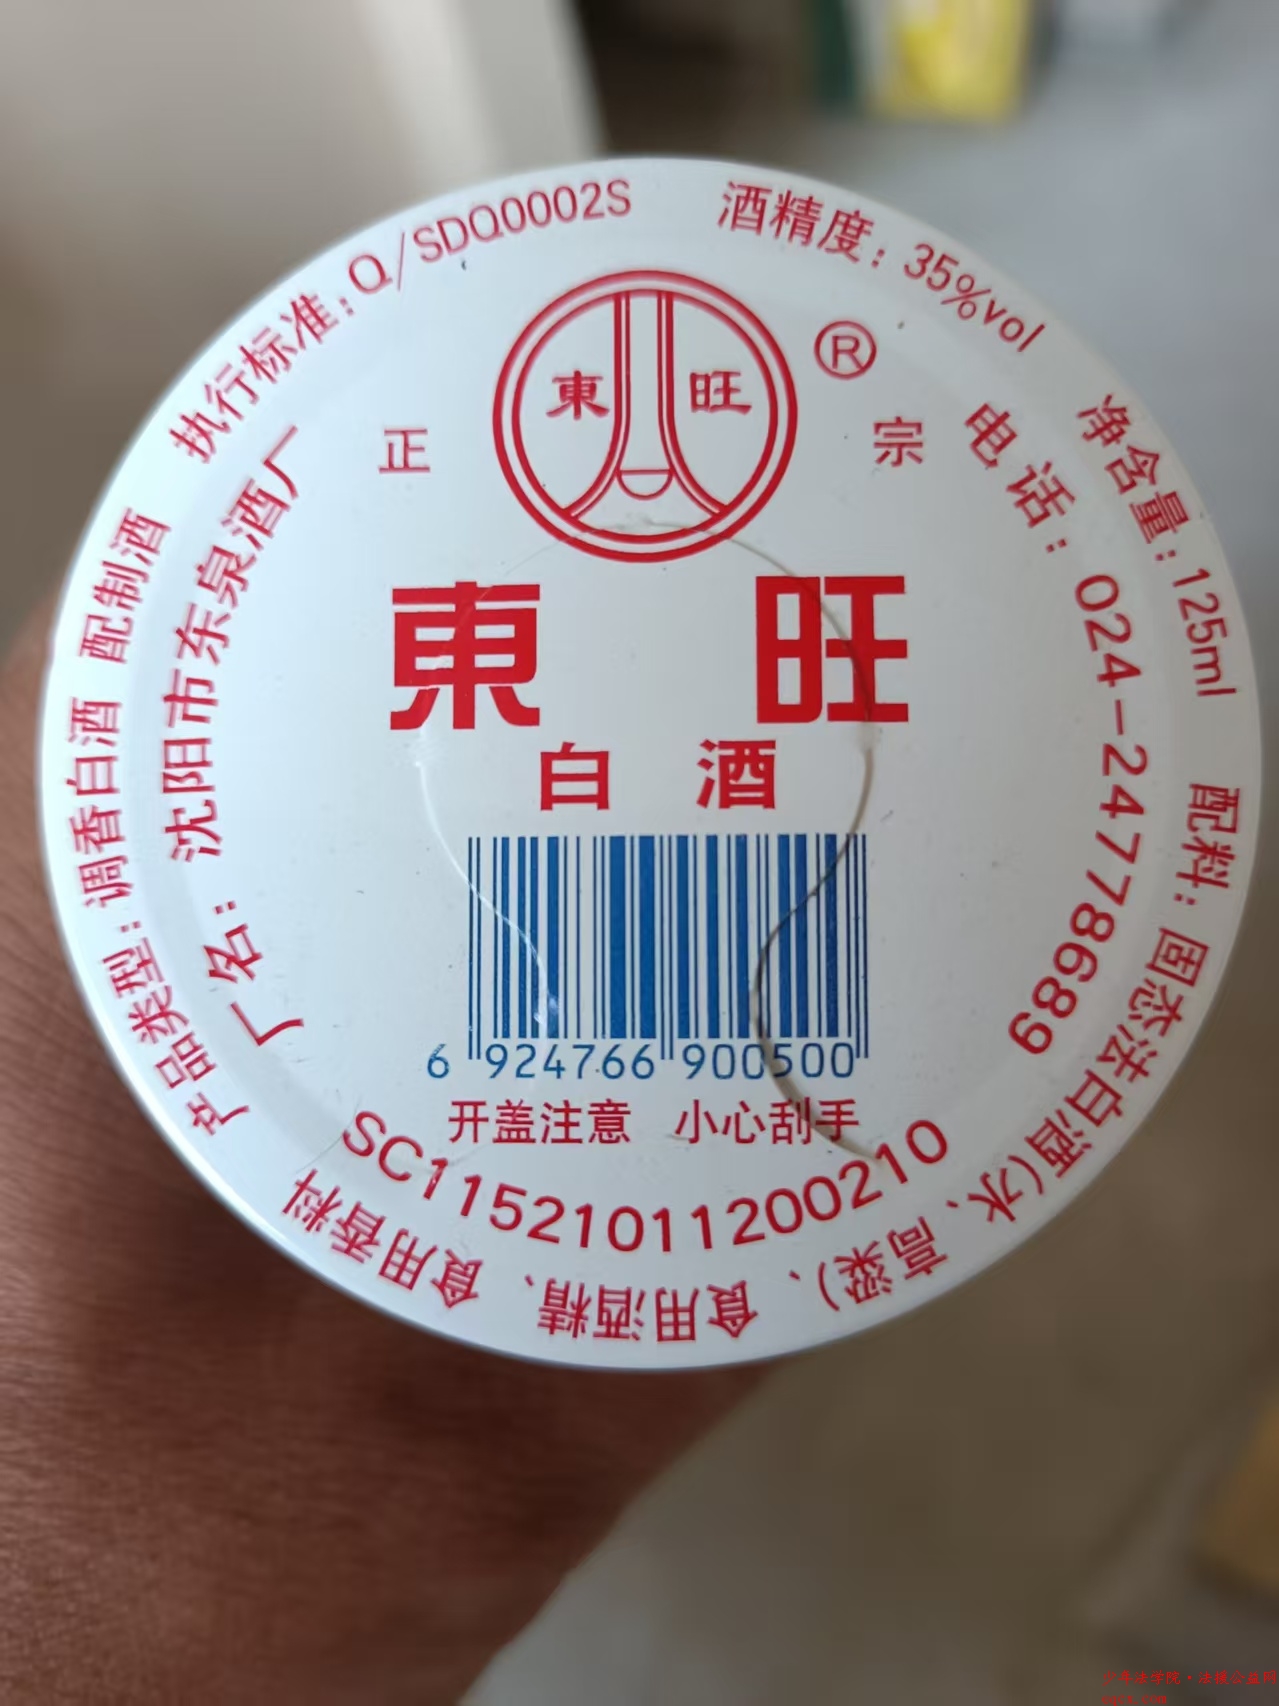 执行标准:Q/SDQ0002S
酒精度:35%vol
净含量:125ml
配料:固态法白酒(水、高粱)、食用酒精、食用香料
产品类型:调香白酒 配制酒
厂名:沈阳市东泉酒厂
电话:024-24778689
東 旺
®
正 宗
東 旺
白 酒
6 924766 900500
开盖注意 小心刮手
SC11521011200210